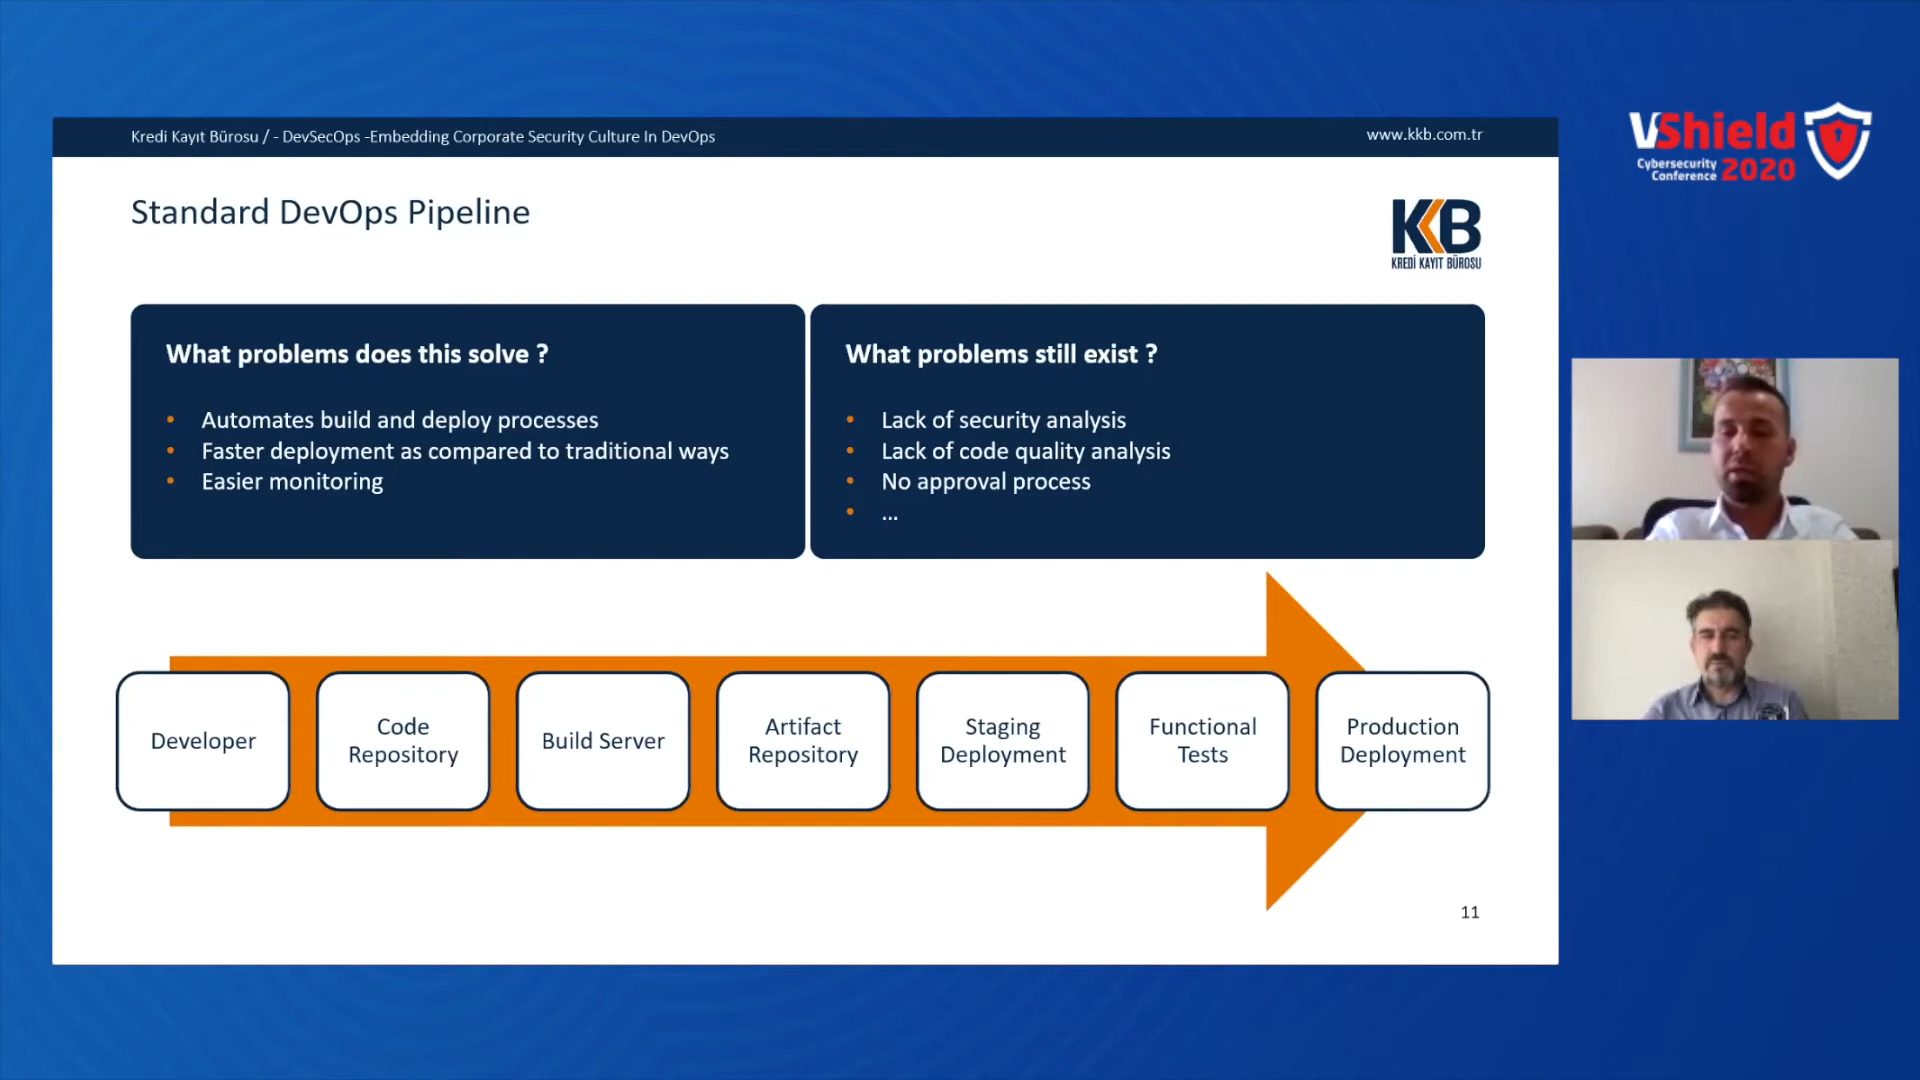 Kredi Kayıt Bürosu / - DevSecOps -Embedding Corporate Security Culture In DevOps
www.kkb.com.tr
VShield
Cybersecurity
Conference 2020
Standard DevOps Pipeline
KKB
KREDİ KAYIT BÜROSU
What problems does this solve ?
• Automates build and deploy processes
• Faster deployment as compared to traditional ways
• Easier monitoring
What problems still exist ?
• Lack of security analysis
• Lack of code quality analysis
• No approval process
• ...
Developer
Code
Repository
Build Server
Artifact
Repository
Staging
Deployment
Functional
Tests
Production
Deployment
11